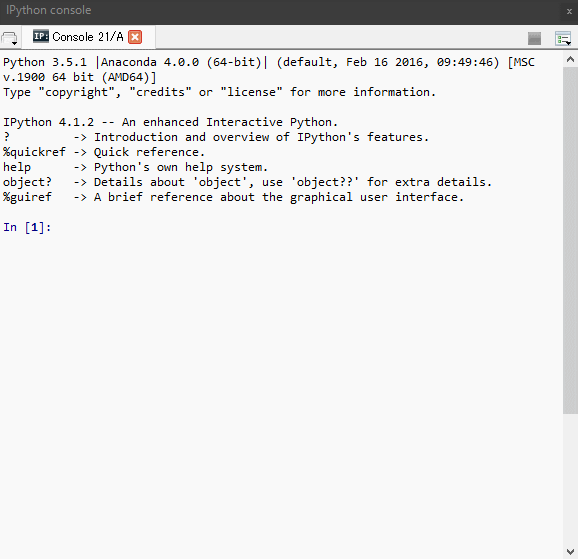 IPython console
IP: Console 21/A
Python 3.5.1 |Anaconda 4.0.0 (64-bit)| (default, Feb 16 2016, 09:49:46) [MSC
v.1900 64 bit (AMD64)]
Type "copyright", "credits" or "license" for more information.
IPython 4.1.2 -- An enhanced Interactive Python.
?         -> Introduction and overview of IPython's features.
%quickref -> Quick reference.
help      -> Python's own help system.
object?   -> Details about 'object', use 'object??' for extra details.
%guiref   -> A brief reference about the graphical user interface.
In [1]: